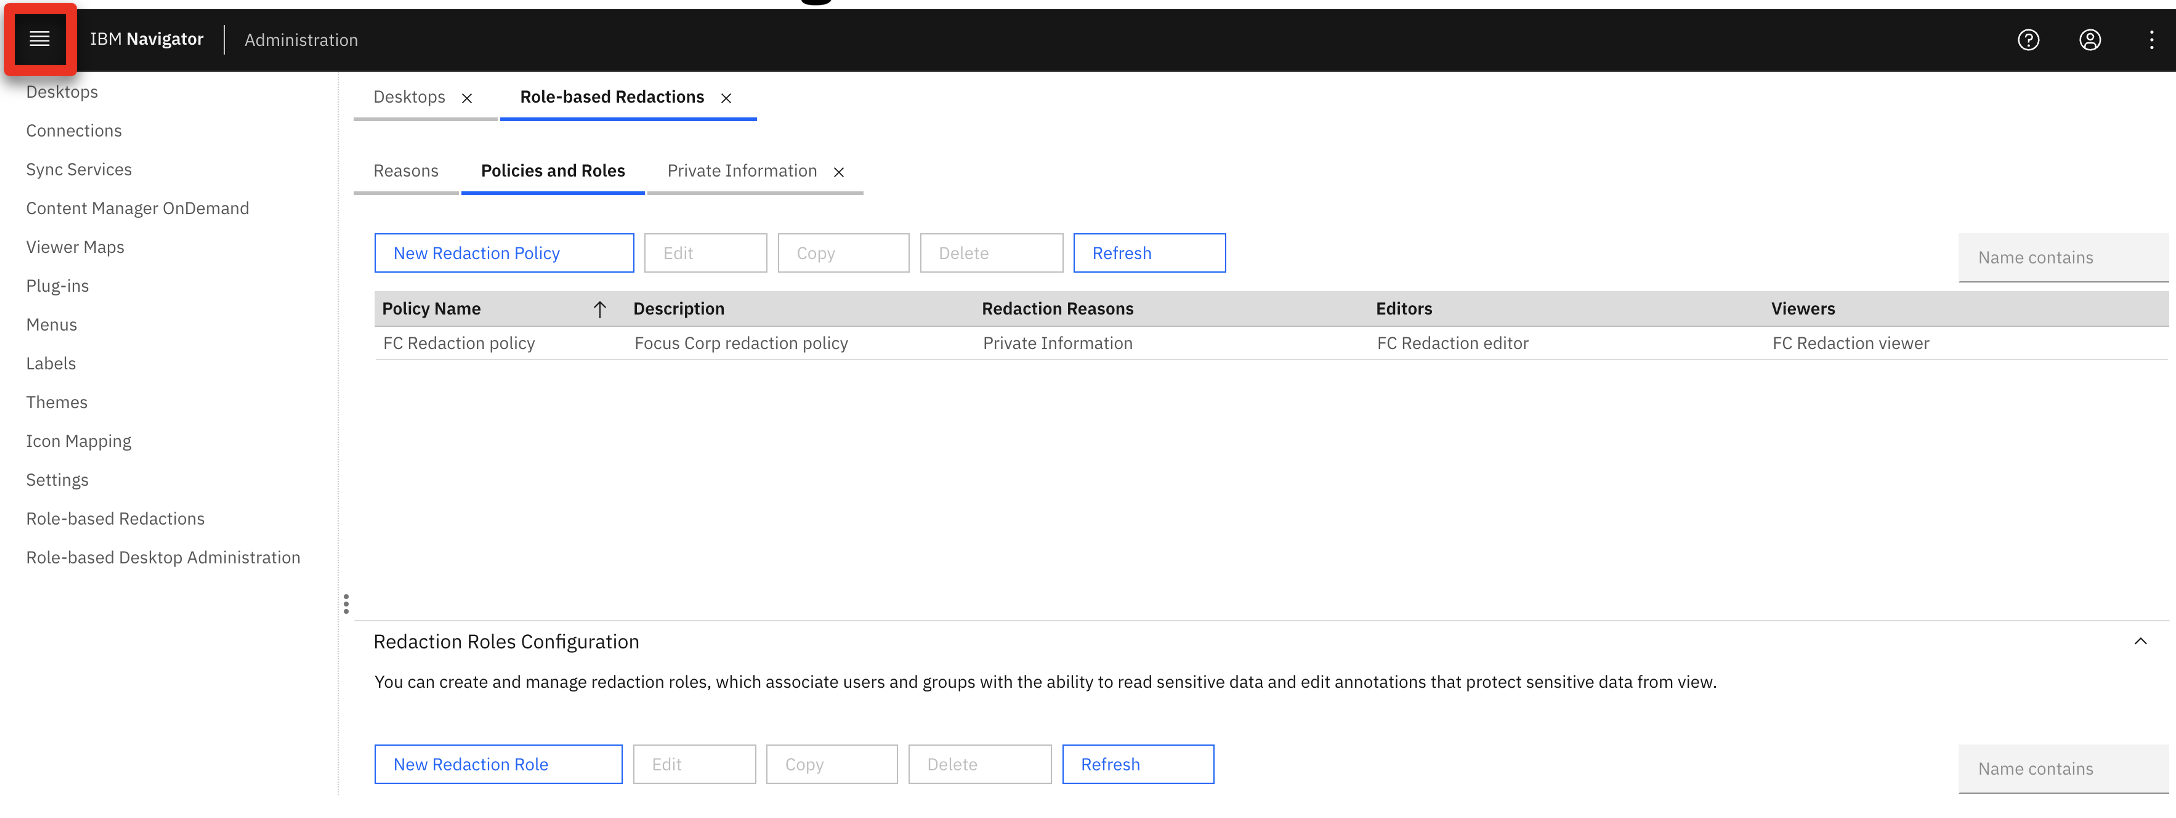 IBM Navigator Administration
Desktops
Connections
Sync Services
Content Manager OnDemand
Viewer Maps
Plug-ins
Menus
Labels
Themes
Icon Mapping
Settings
Role-based Redactions
Role-based Desktop Administration
Desktops Role-based Redactions
Reasons Policies and Roles Private Information
New Redaction Policy Edit Copy Delete Refresh Name contains
Policy Name Description Redaction Reasons Editors Viewers
FC Redaction policy Focus Corp redaction policy Private Information FC Redaction editor FC Redaction viewer
Redaction Roles Configuration
You can create and manage redaction roles, which associate users and groups with the ability to read sensitive data and edit annotations that protect sensitive data from view.
New Redaction Role Edit Copy Delete Refresh Name contains